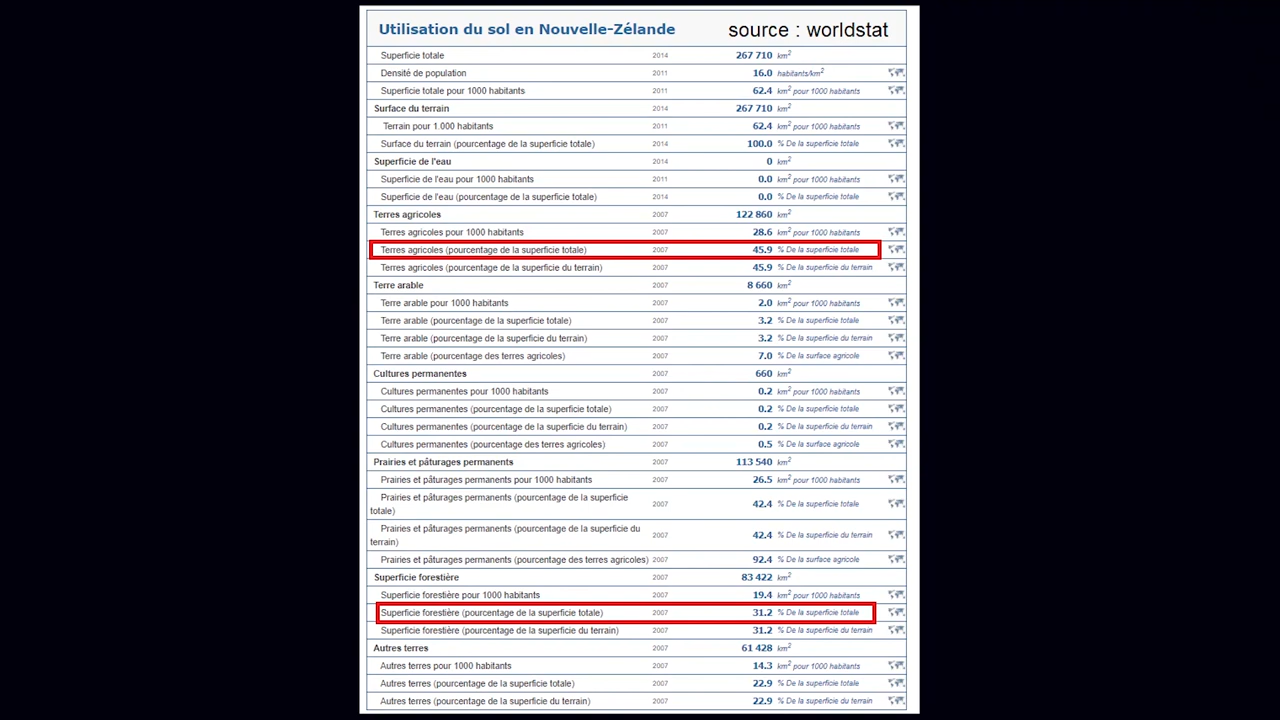 Utilisation du sol en Nouvelle-Zélande source : worldstat
Superficie totale 2014 267 710 km²
Densité de population 2011 16.0 habitants/km²
Superficie totale pour 1000 habitants 2011 62.4 km² pour 1000 habitants
Surface du terrain 2014 267 710 km²
Terrain pour 1.000 habitants 2011 62.4 km² pour 1000 habitants
Surface du terrain (pourcentage de la superficie totale) 2014 100.0 % De la superficie totale
Superficie de l'eau 2014 0 km²
Superficie de l'eau pour 1000 habitants 2011 0.0 km² pour 1000 habitants
Superficie de l'eau (pourcentage de la superficie totale) 2014 0.0 % De la superficie totale
Terres agricoles 2007 122 860 km²
Terres agricoles pour 1000 habitants 2007 28.6 km² pour 1000 habitants
Terres agricoles (pourcentage de la superficie totale) 2007 45.9 % De la superficie totale
Terres agricoles (pourcentage de la superficie du terrain) 2007 45.9 % De la superficie du terrain
Terre arable 2007 8 660 km²
Terre arable pour 1000 habitants 2007 2.0 km² pour 1000 habitants
Terre arable (pourcentage de la superficie totale) 2007 3.2 % De la superficie totale
Terre arable (pourcentage de la superficie du terrain) 2007 3.2 % De la superficie du terrain
Terre arable (pourcentage des terres agricoles) 2007 7.0 % De la surface agricole
Cultures permanentes 2007 660 km²
Cultures permanentes pour 1000 habitants 2007 0.2 km² pour 1000 habitants
Cultures permanentes (pourcentage de la superficie totale) 2007 0.2 % De la superficie totale
Cultures permanentes (pourcentage de la superficie du terrain) 2007 0.2 % De la superficie du terrain
Cultures permanentes (pourcentage des terres agricoles) 2007 0.5 % De la surface agricole
Prairies et pâturages permanents 2007 113 540 km²
Prairies et pâturages permanents pour 1000 habitants 2007 26.5 km² pour 1000 habitants
Prairies et pâturages permanents (pourcentage de la superficie
totale) 2007 42.4 % De la superficie totale
Prairies et pâturages permanents (pourcentage de la superficie du
terrain) 2007 42.4 % De la superficie du terrain
Prairies et pâturages permanents (pourcentage des terres agricoles) 2007 92.4 % De la surface agricole
Superficie forestière 2007 83 422 km²
Superficie forestière pour 1000 habitants 2007 19.4 km² pour 1000 habitants
Superficie forestière (pourcentage de la superficie totale) 2007 31.2 % De la superficie totale
Superficie forestière (pourcentage de la superficie du terrain) 2007 31.2 % De la superficie du terrain
Autres terres 2007 61 428 km²
Autres terres pour 1000 habitants 2007 14.3 km² pour 1000 habitants
Autres terres (pourcentage de la superficie totale) 2007 22.9 % De la superficie totale
Autres terres (pourcentage de la superficie du terrain) 2007 22.9 % De la superficie du terrain